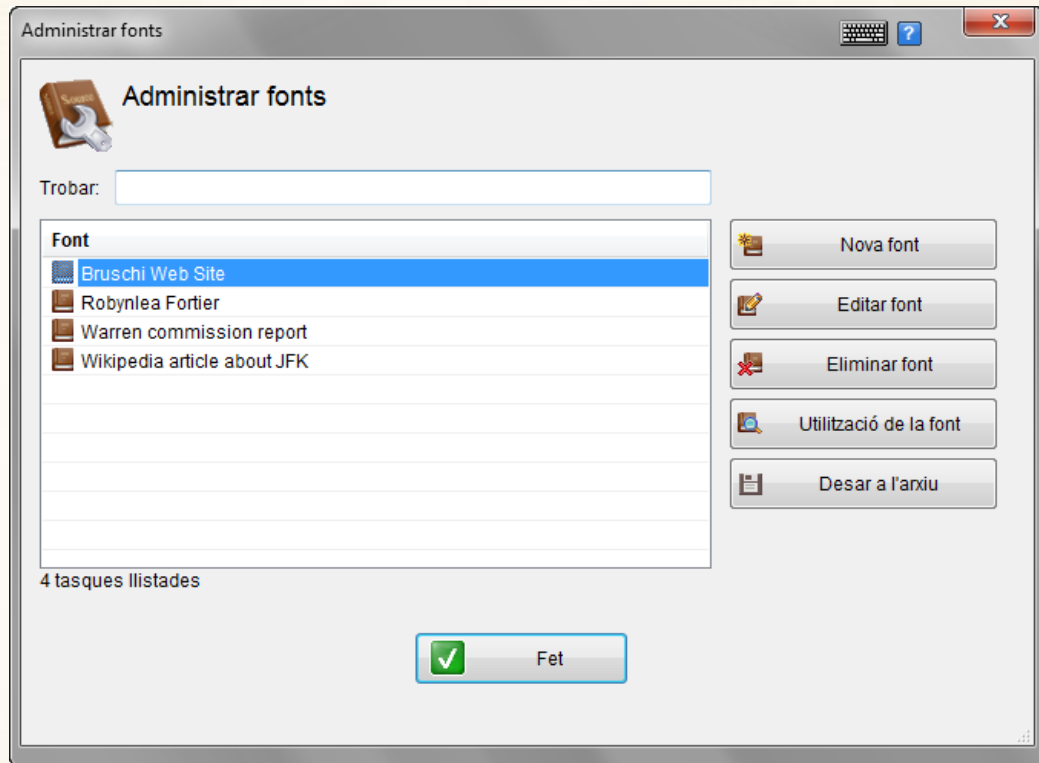 Administrar fonts
?
Administrar fonts
Trobar:
Font
Bruschi Web Site
Robynlea Fortier
Warren commission report
Wikipedia article about JFK
Nova font
Editar font
Eliminar font
Utilització de la font
Desar a l'arxiu
4 tasques llistades
Fet